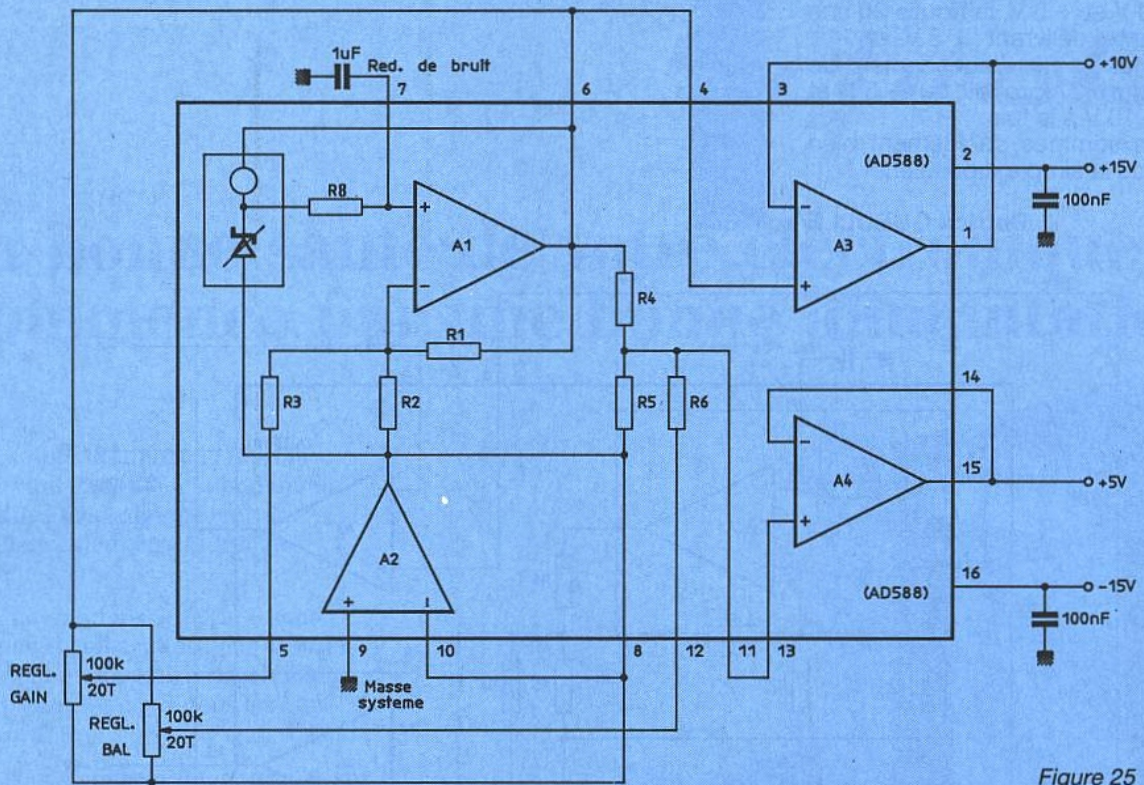 1uF
Red. de bruit
7
6
4
3
+10V
(AD588)
2
+15V
100nF
R8
+
A1
-
-
A3
1
+
R4
R1
R3
R2
R5
R6
14
-
A4
15
+5V
+
A2
+
-
(AD588)
16
-15V
100nF
5
9
10
8
12
11
13
REGL.
GAIN
100k
20T
Masse
systeme
REGL.
BAL
100k
20T
Figure 25